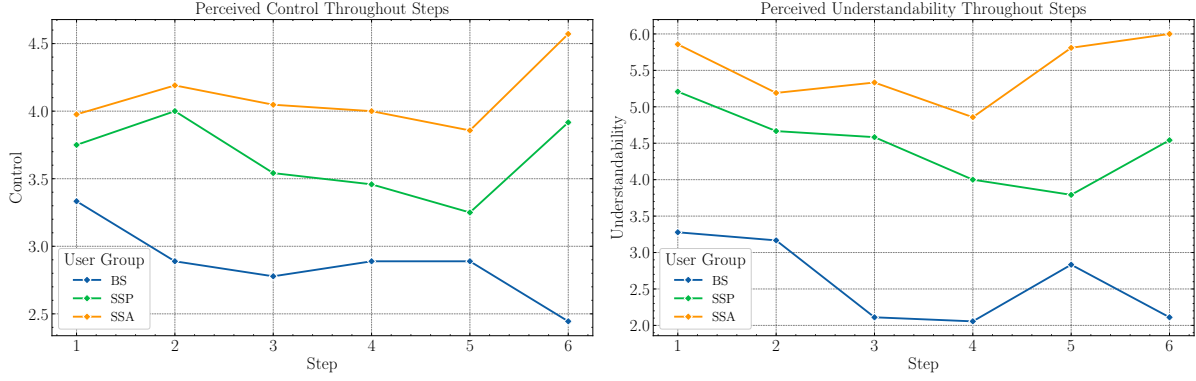 Perceived Control Throughout Steps
Control
4.5
4.0
3.5
3.0
2.5
User Group
BS
SSP
SSA
1 2 3 4 5 6
Step
Perceived Understandability Throughout Steps
Understandability
6.0
5.5
5.0
4.5
4.0
3.5
3.0
2.5
2.0
User Group
BS
SSP
SSA
1 2 3 4 5 6
Step